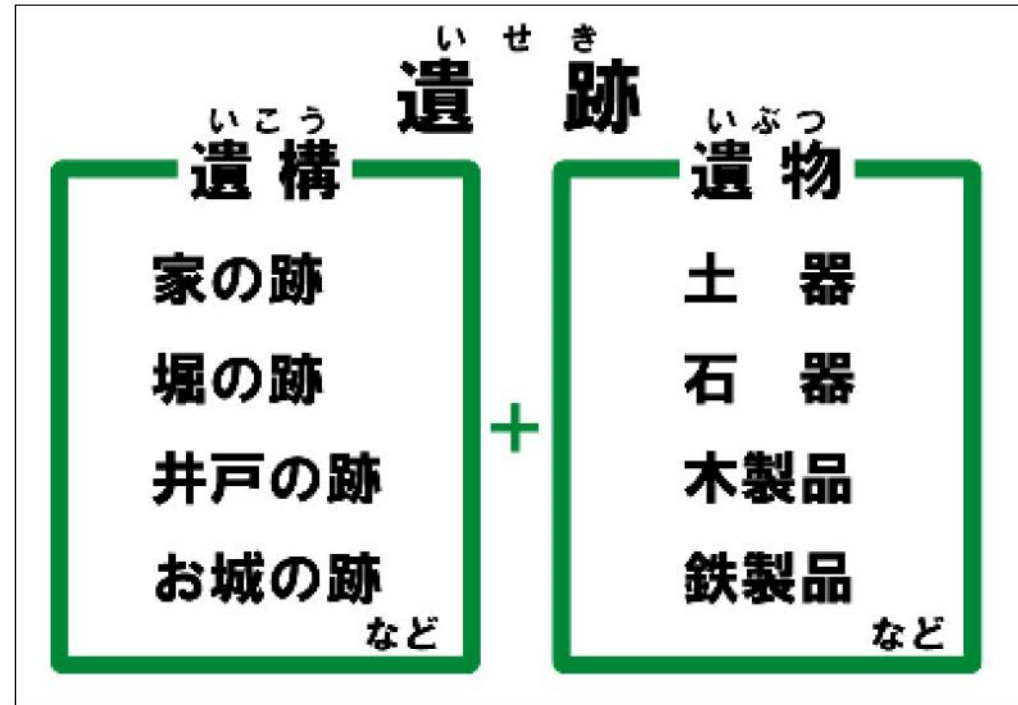 いせき
遺跡
いこう
遺構
家の跡
堀の跡
井戸の跡
お城の跡
など
+
いぶつ
遺物
土器
石器
木製品
鉄製品
など